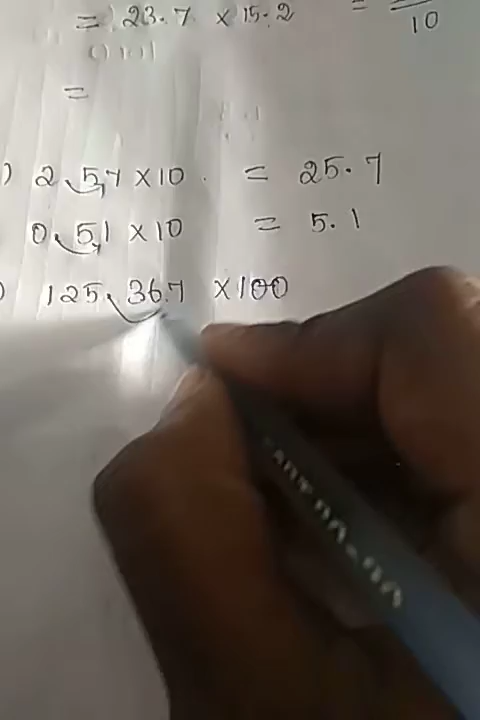 = 23.7 × 15.2 =
10
=
) 2.57 × 10 = 25.7
0.51 × 10 = 5.1
) 125.367 × 100